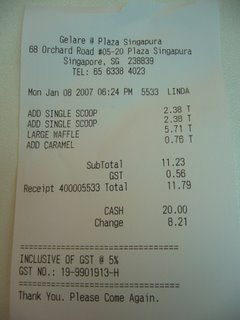 Gelare @ Plaza Singapura
68 Orchard Road #05-20 Plaza Singapura
Singapore, SG 238839
TEL: 65 6338 4023
Mon Jan 08 2007 06:24 PM 5533 LINDA
ADD SINGLE SCOOP 2.38 T
ADD SINGLE SCOOP 2.38 T
LARGE WAFFLE 5.71 T
ADD CARAMEL 0.76 T
SubTotal 11.23
GST 0.56
Receipt 400005533 Total 11.79
CASH 20.00
Change 8.21
INCLUSIVE OF GST @ 5%
GST NO.: 19-9901913-H
Thank You. Please Come Again.